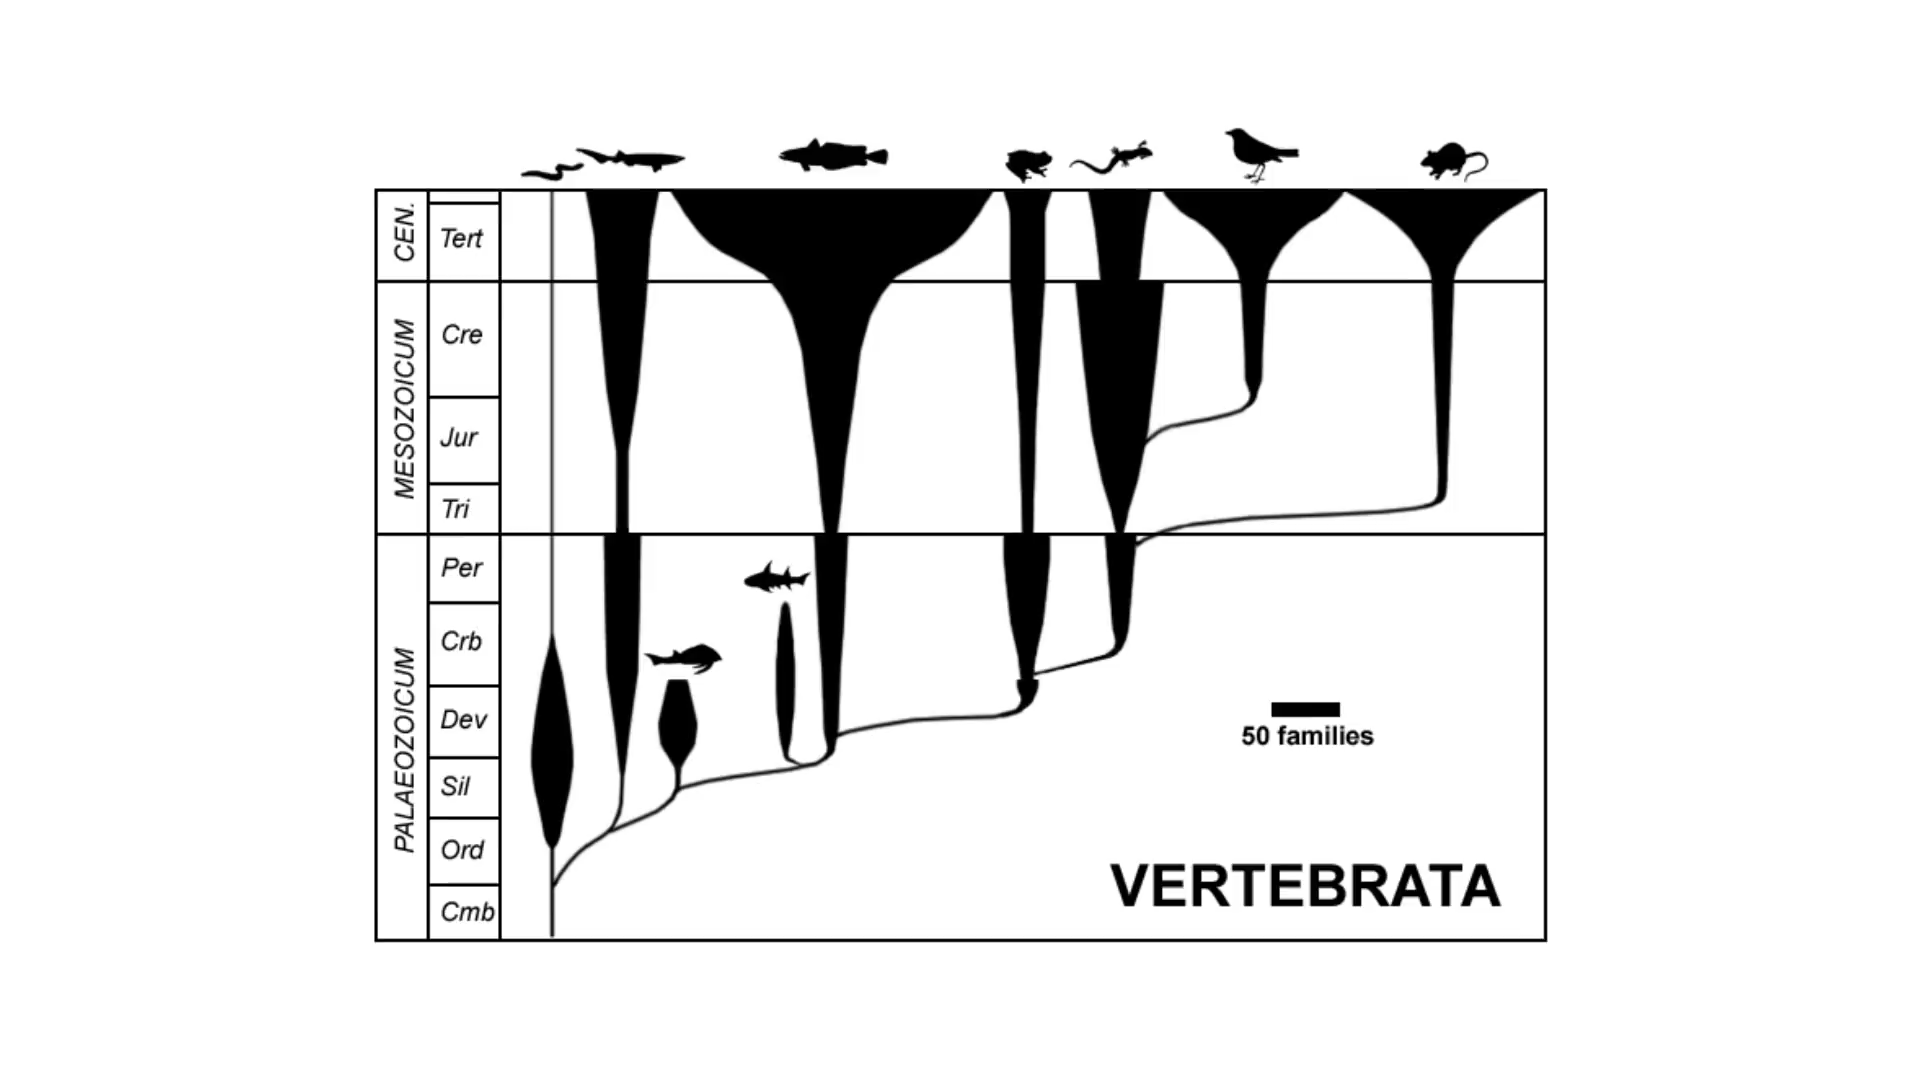 CEN.
Tert
MESOZOICUM
Cre
Jur
Tri
PALAEOZOICUM
Per
Crb
Dev
Sil
Ord
Cmb
50 families
VERTEBRATA